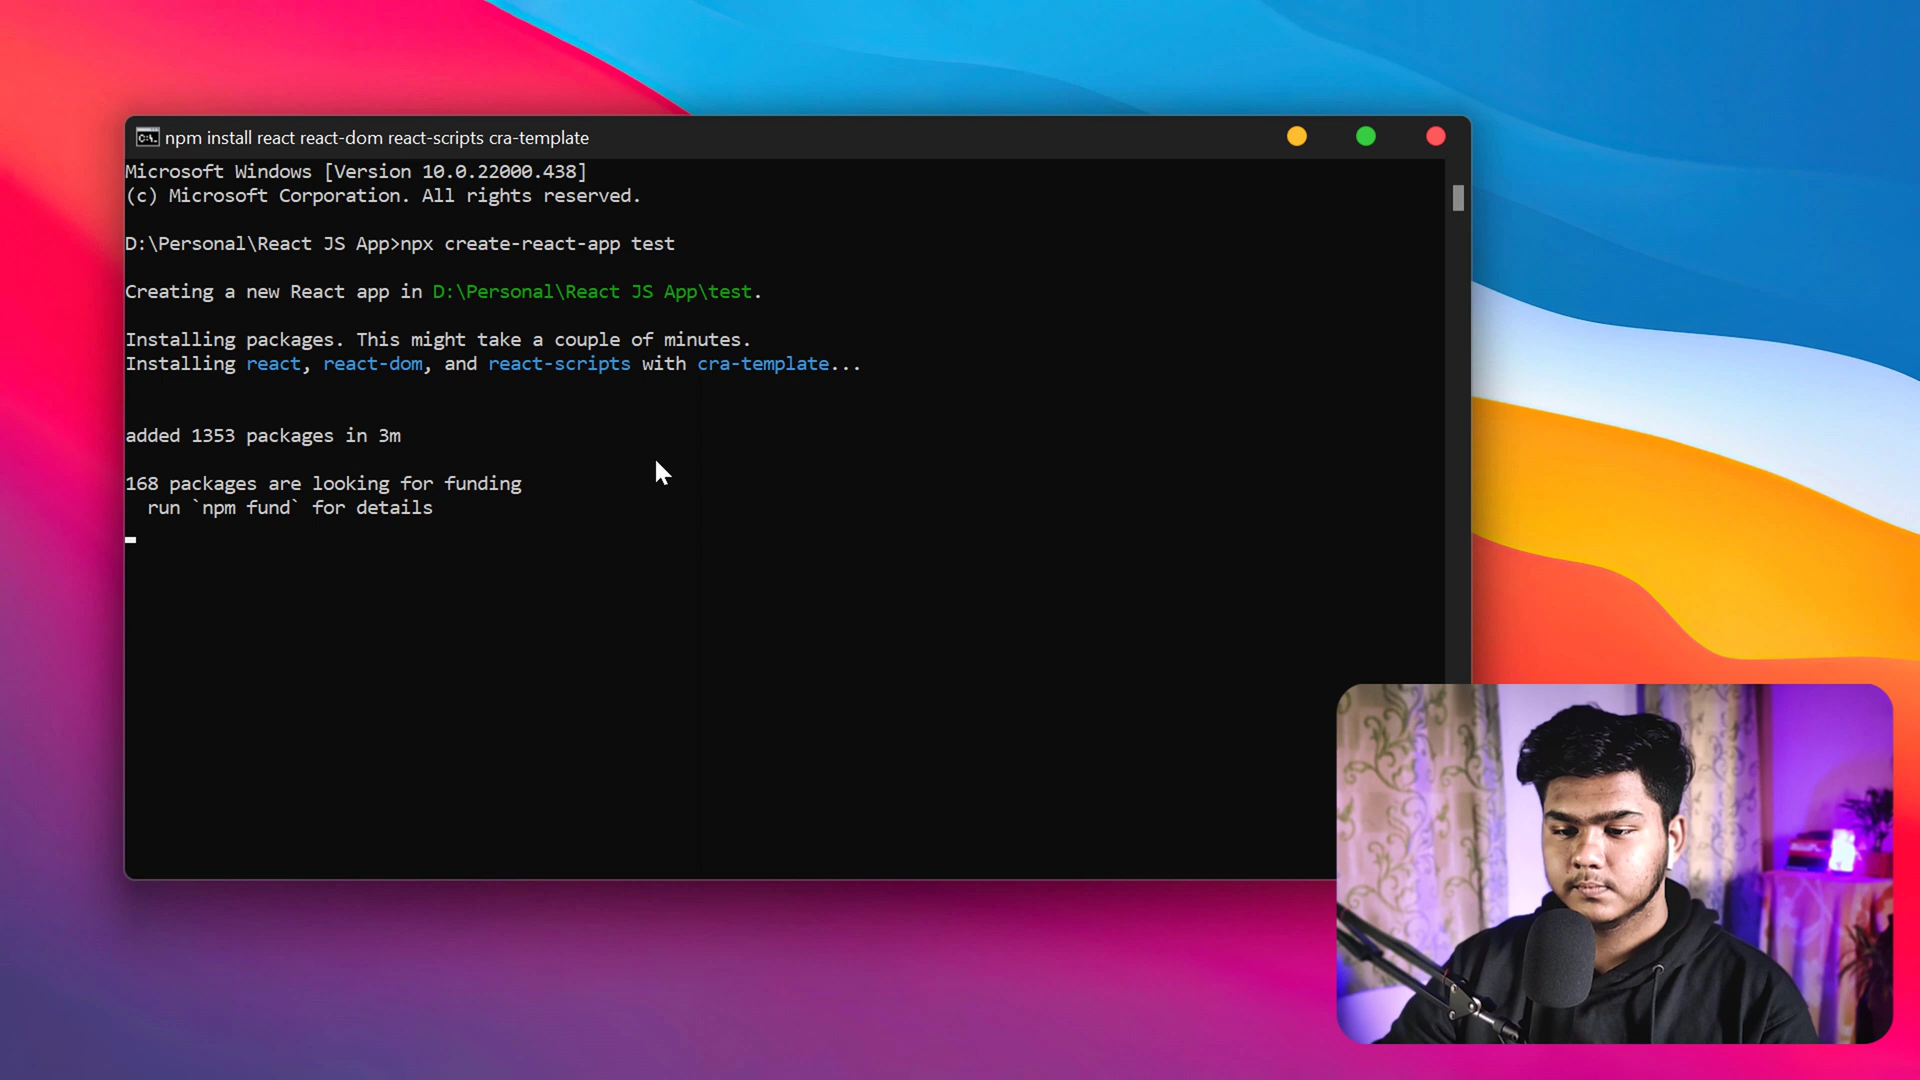 npm install react react-dom react-scripts cra-template
Microsoft Windows [Version 10.0.22000.438]
(c) Microsoft Corporation. All rights reserved.
D:\Personal\React JS App>npx create-react-app test
Creating a new React app in D:\Personal\React JS App\test.
Installing packages. This might take a couple of minutes.
Installing react, react-dom, and react-scripts with cra-template...
added 1353 packages in 3m
168 packages are looking for funding
  run `npm fund` for details